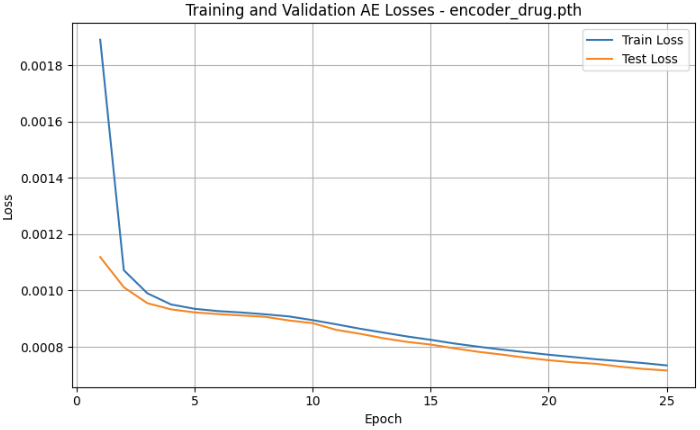 Training and Validation AE Losses - encoder_drug.pth
Train Loss
Test Loss
0.0018
0.0016
0.0014
0.0012
0.0010
0.0008
Loss
0
5
10
15
20
25
Epoch